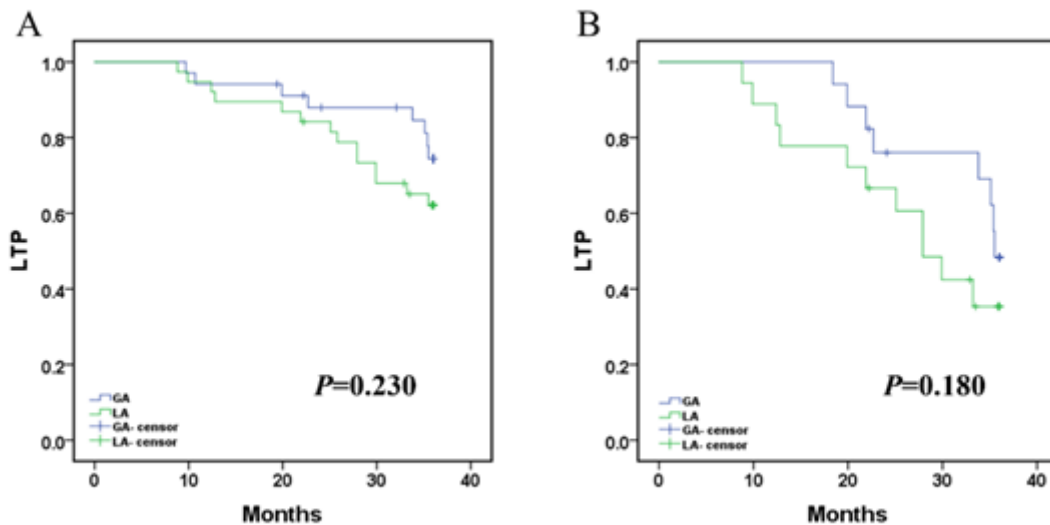 A
LTP
1.0
0.8
0.6
0.4
0.2
0.0
P=0.230
GA
LA
GA- censor
LA- censor
0 10 20 30 40
Months
B
LTP
1.0
0.8
0.6
0.4
0.2
0.0
P=0.180
GA
LA
GA- censor
LA- censor
0 10 20 30 40
Months